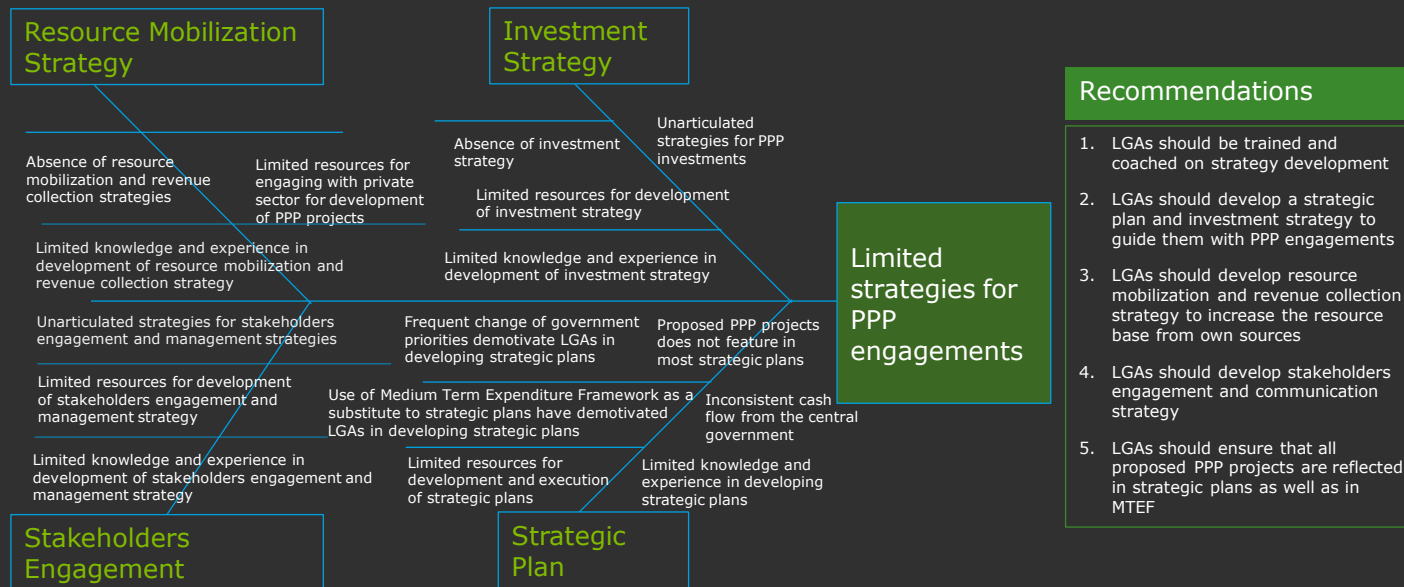 Resource Mobilization
Strategy
Investment
Strategy
Absence of resource
mobilization and revenue
collection strategies
Limited resources for
engaging with private
sector for development
of PPP projects
Limited knowledge and experience in
development of resource mobilization and
revenue collection strategy
Absence of investment
strategy
Unarticulated
strategies for PPP
investments
Limited resources for development
of investment strategy
Limited knowledge and experience in
development of investment strategy
Limited
strategies for
PPP
engagements
Unarticulated strategies for stakeholders
engagement and management strategies
Limited resources for development
of stakeholders engagement and
management strategy
Limited knowledge and experience in
development of stakeholders engagement and
management strategy
Frequent change of government
priorities demotivate LGAs in
developing strategic plans
Proposed PPP projects
does not feature in
most strategic plans
Use of Medium Term Expenditure Framework as a
substitute to strategic plans have demotivated
LGAs in developing strategic plans
Inconsistent cash
flow from the central
government
Limited resources for
development and execution
of strategic plans
Limited knowledge and
experience in developing
strategic plans
Stakeholders
Engagement
Strategic
Plan
Recommendations
1. LGAs should be trained and
coached on strategy development
2. LGAs should develop a strategic
plan and investment strategy to
guide them with PPP engagements
3. LGAs should develop resource
mobilization and revenue collection
strategy to increase the resource
base from own sources
4. LGAs should develop stakeholders
engagement and communication
strategy
5. LGAs should ensure that all
proposed PPP projects are reflected
in strategic plans as well as in
MTEF